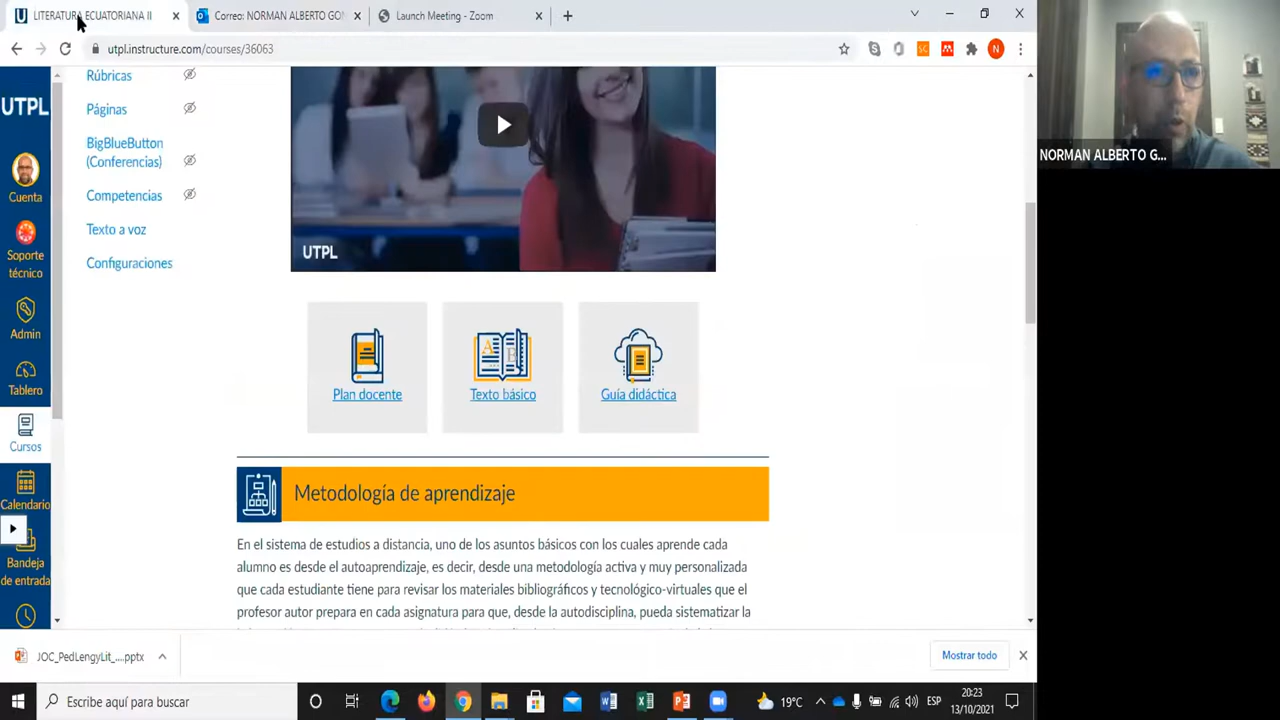 LITERATURA ECUATORIANA II
Correo: NORMAN ALBERTO GON
Launch Meeting - Zoom
utpl.instructure.com/courses/36063
N
UTPL
Cuenta
Soporte
técnico
Admin
Tablero
Cursos
Calendario
Bandeja
de entrada
Rúbricas
Páginas
BigBlueButton
(Conferencias)
Competencias
Texto a voz
Configuraciones
UTPL
Plan docente
Texto básico
Guía didáctica
Metodología de aprendizaje
En el sistema de estudios a distancia, uno de los asuntos básicos con los cuales aprende cada
alumno es desde el autoaprendizaje, es decir, desde una metodología activa y muy personalizada
que cada estudiante tiene para revisar los materiales bibliográficos y tecnológico-virtuales que el
profesor autor prepara en cada asignatura para que, desde la autodisciplina, pueda sistematizar la
NORMAN ALBERTO G...
JOC_PedLengyLit_....pptx
Mostrar todo
Escribe aquí para buscar
19°C
ESP
20:23
13/10/2021